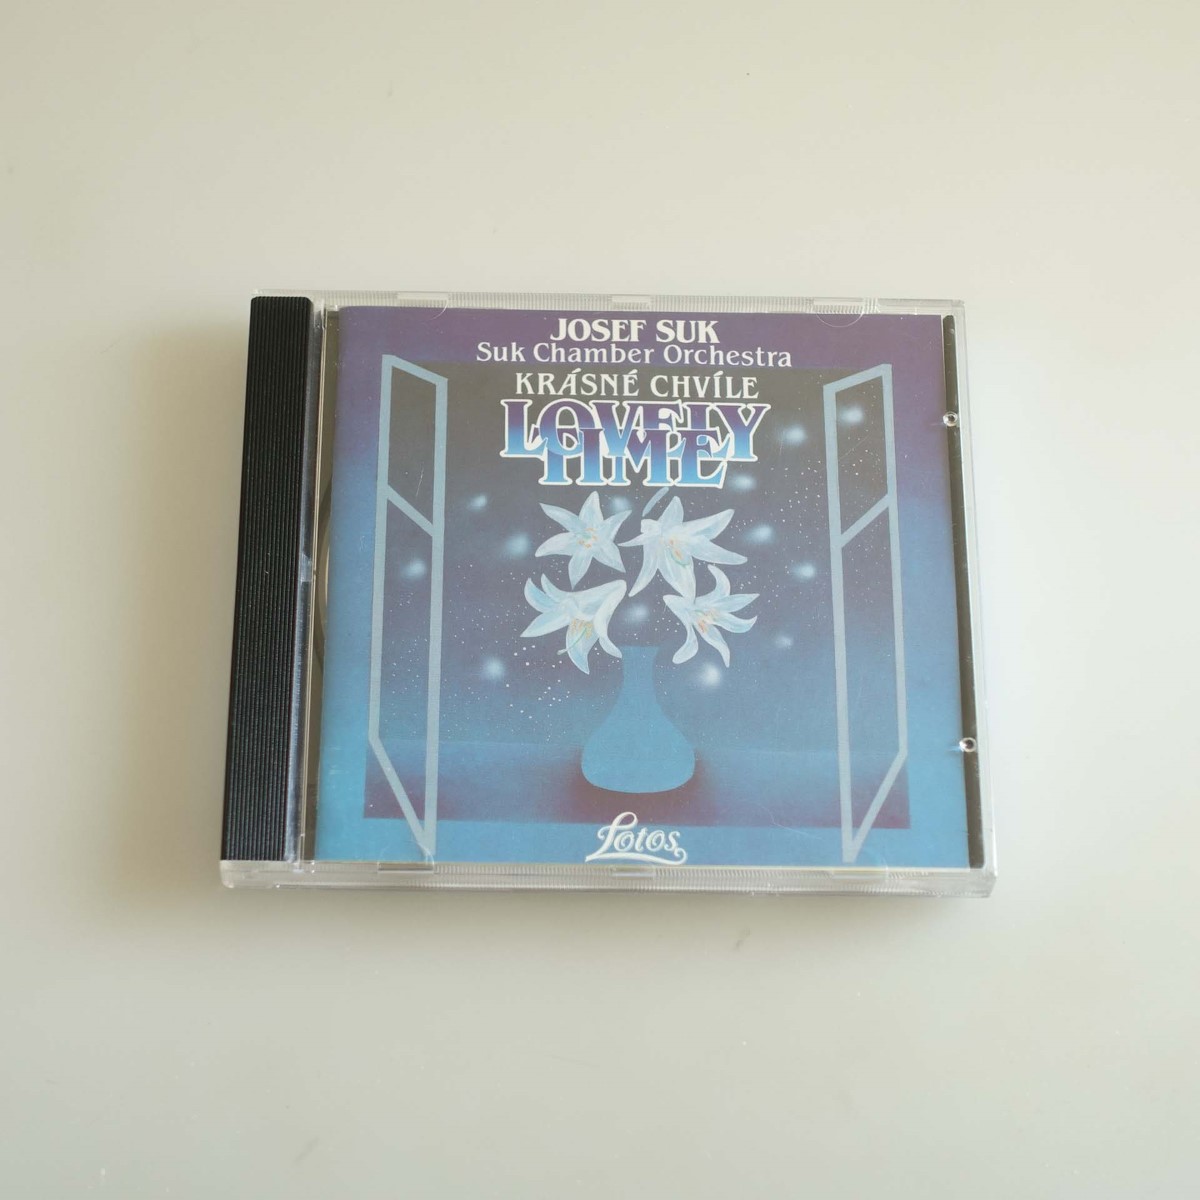 JOSEF SUK
Suk Chamber Orchestra
KRÁSNÉ CHVÍLE
LOVELY
TIME
Lotos